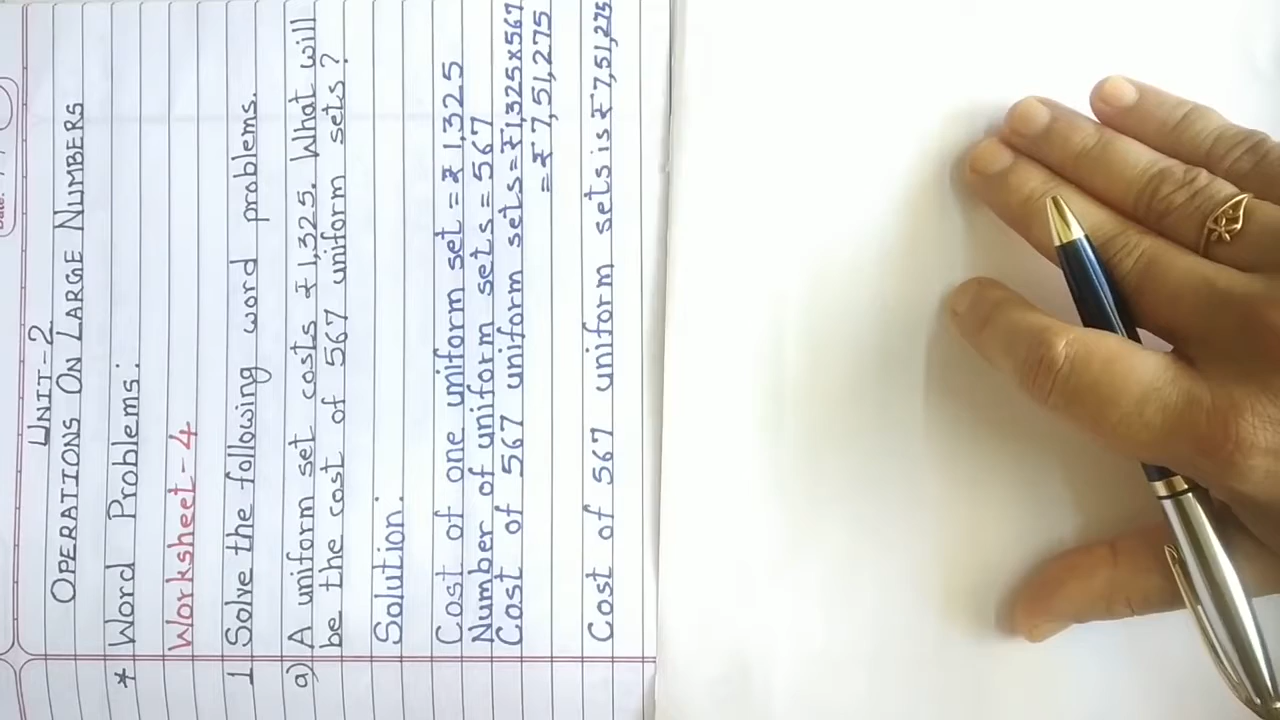 Date:
UNIT-2
OPERATIONS ON LARGE NUMBERS
* Word Problems:
Worksheet-4
1 Solve the following word problems.
a) A uniform set costs ₹1,325. What will
be the cost of 567 uniform sets?
Solution:
Cost of one uniform set = ₹ 1,325
Number of uniform sets = 567
Cost of 567 uniform sets = ₹1,325×567
= ₹ 7,51,275
Cost of 567 uniform sets is ₹7,51,275